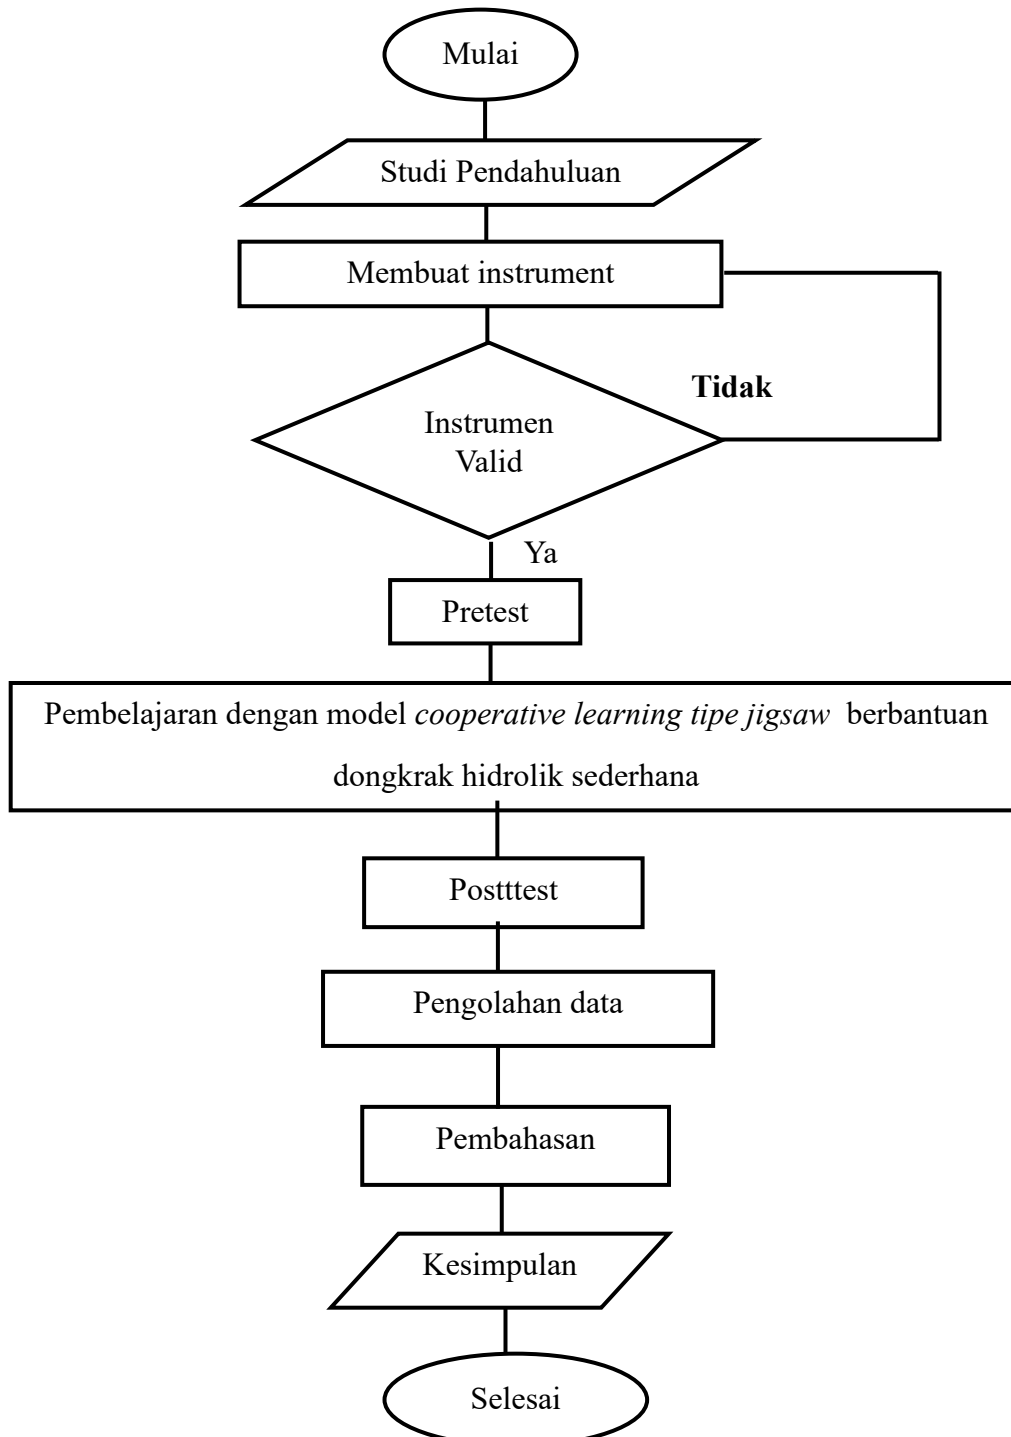 Mulai
Studi Pendahuluan
Membuat instrument
Tidak
Instrumen
Valid
Ya
Pretest
Pembelajaran dengan model cooperative learning tipe jigsaw berbantuan
dongkrak hidrolik sederhana
Postttest
Pengolahan data
Pembahasan
Kesimpulan
Selesai